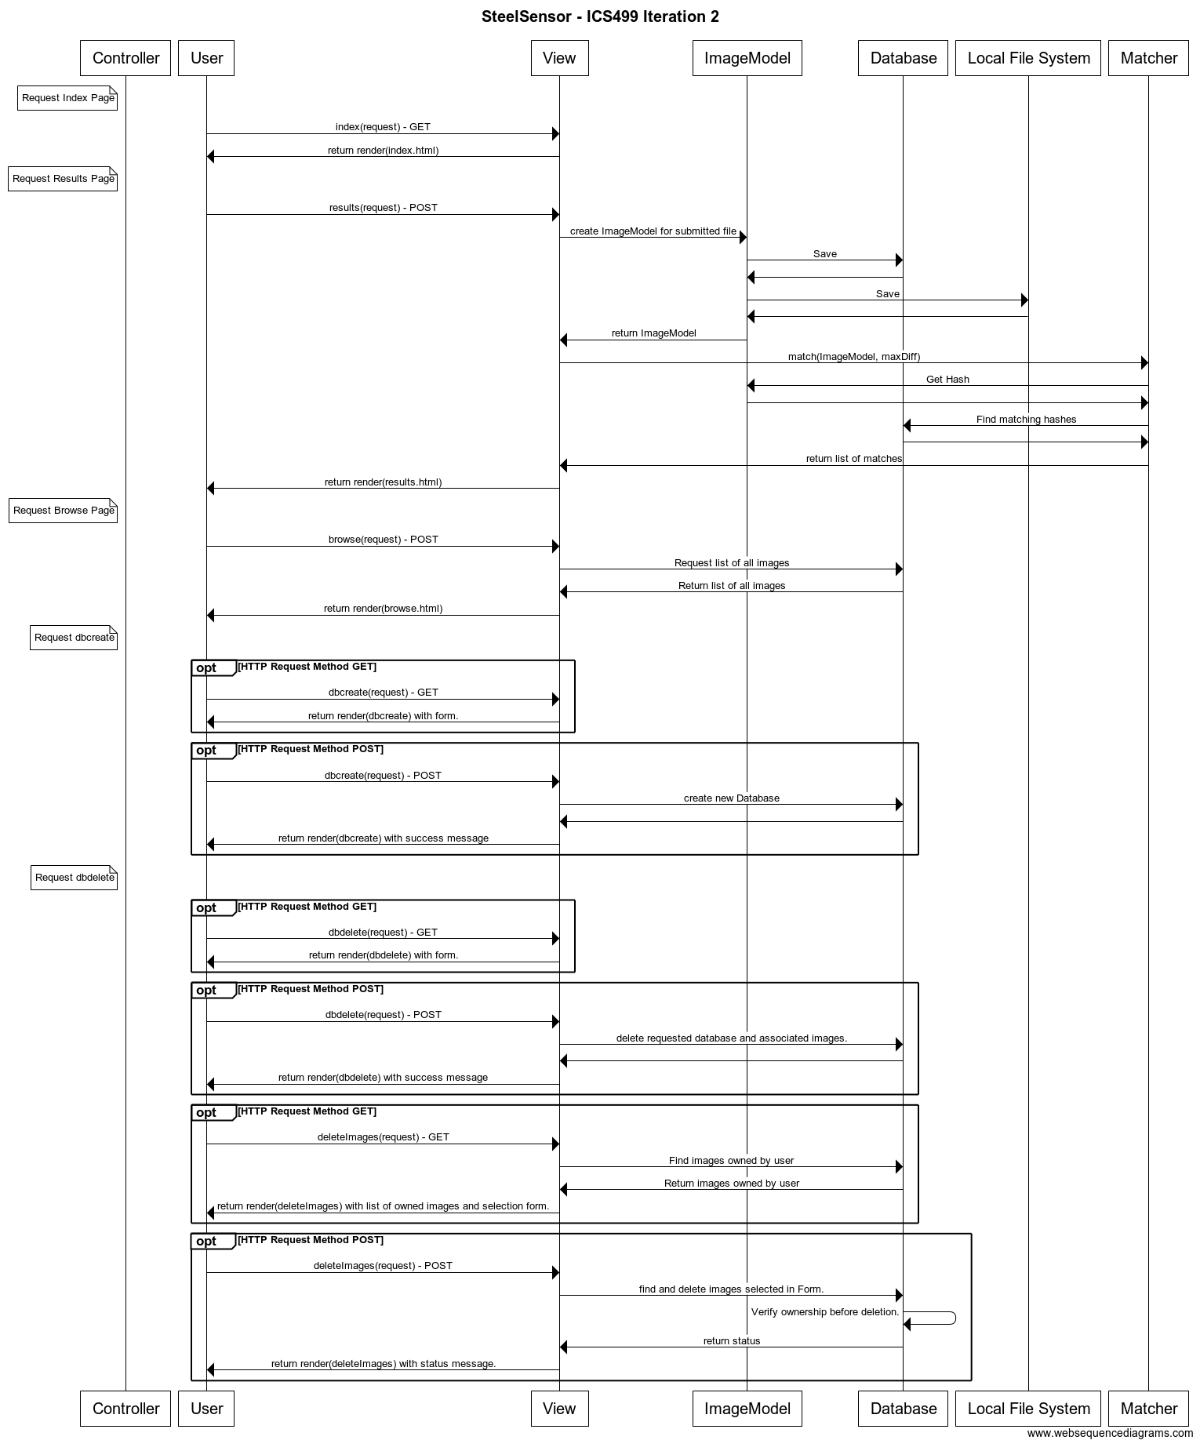 SteelSensor - ICS499 Iteration 2
Controller User View ImageModel Database Local File System Matcher
Request Index Page
index(request) - GET
return render(index.html)
Request Results Page
results(request) - POST
create ImageModel for submitted file
Save
Save
return ImageModel
match(ImageModel, maxDiff)
Get Hash
Find matching hashes
return list of matches
return render(results.html)
Request Browse Page
browse(request) - POST
Request list of all images
Return list of all images
return render(browse.html)
Request dbcreate
opt [HTTP Request Method GET]
dbcreate(request) - GET
return render(dbcreate) with form.
opt [HTTP Request Method POST]
dbcreate(request) - POST
create new Database
return render(dbcreate) with success message
Request dbdelete
opt [HTTP Request Method GET]
dbdelete(request) - GET
return render(dbdelete) with form.
opt [HTTP Request Method POST]
dbdelete(request) - POST
delete requested database and associated images.
return render(dbdelete) with success message
opt [HTTP Request Method GET]
deleteImages(request) - GET
Find images owned by user
Return images owned by user
return render(deleteImages) with list of owned images and selection form.
opt [HTTP Request Method POST]
deleteImages(request) - POST
find and delete images selected in Form.
Verify ownership before deletion.
return status
return render(deleteImages) with status message.
Controller User View ImageModel Database Local File System Matcher
www.websequencediagrams.com